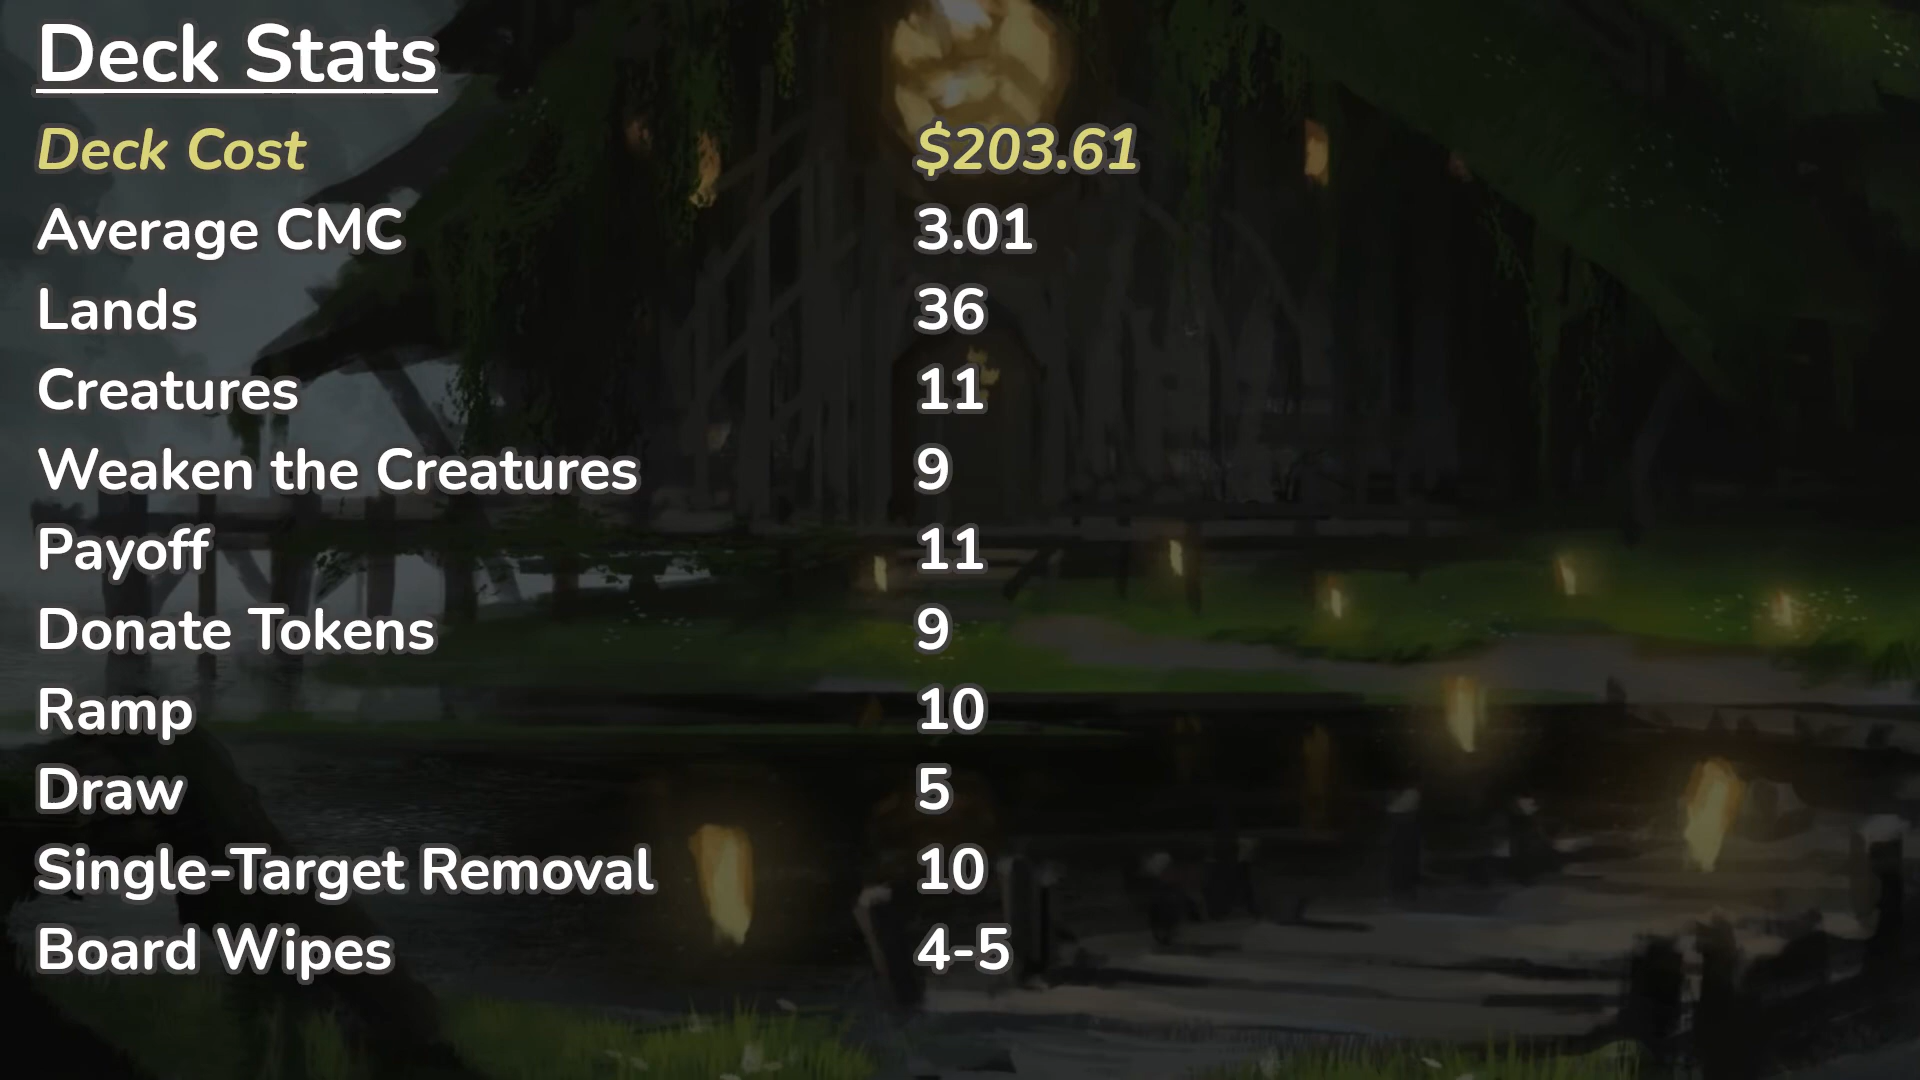 Deck Stats
Deck Cost $203.61
Average CMC 3.01
Lands 36
Creatures 11
Weaken the Creatures 9
Payoff 11
Donate Tokens 9
Ramp 10
Draw 5
Single-Target Removal 10
Board Wipes 4-5